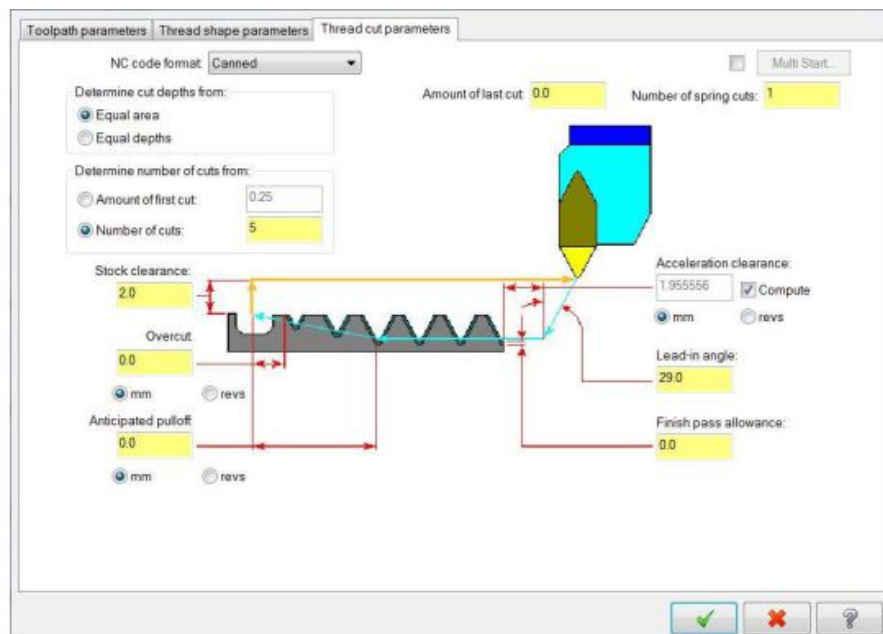 Toolpath parameters Thread shape parameters Thread cut parameters
NC code format: Canned
Multi Start...
Determine cut depths from:
Equal area
Equal depths
Amount of last cut: 0.0
Number of spring cuts: 1
Determine number of cuts from:
Amount of first cut: 0.25
Number of cuts: 5
Stock clearance:
2.0
Overcut:
0.0
mm revs
Anticipated pulloff:
0.0
mm revs
Acceleration clearance:
1.955556 Compute
mm revs
Lead-in angle:
29.0
Finish pass allowance:
0.0
?